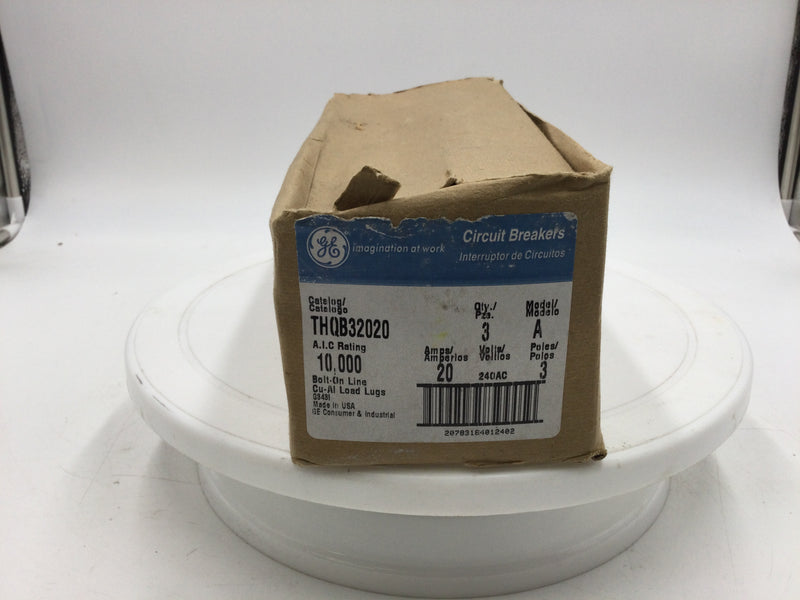 GE imagination at work
Circuit Breakers
Interruptor de Circuitos
Catalog/
Catalogo
THQB32020
Qty./
Pzs.
3
Model/
Modelo
A
A.I.C Rating
10,000
Amps/
Amperios
20
Volts/
Voltios
240AC
Poles/
Polos
3
Bolt-On Line
Cu-Al Load Lugs
Made in USA
GE Consumer & Industrial
20783164012402